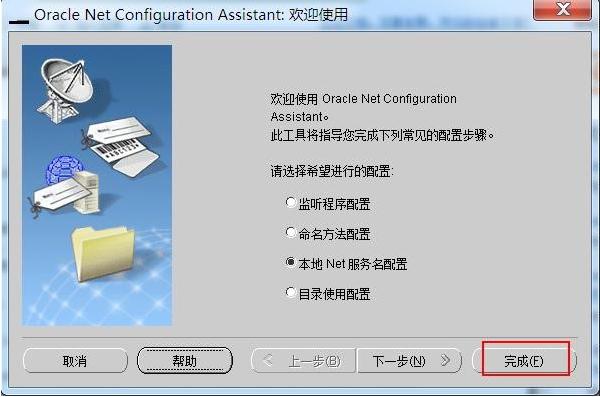 Oracle Net Configuration Assistant: 欢迎使用
欢迎使用 Oracle Net Configuration
Assistant。
此工具将指导您完成下列常见的配置步骤。
请选择希望进行的配置:
监听程序配置
命名方法配置
本地 Net 服务名配置
目录使用配置
取消
帮助
上一步(B)
下一步(N)
完成(F)